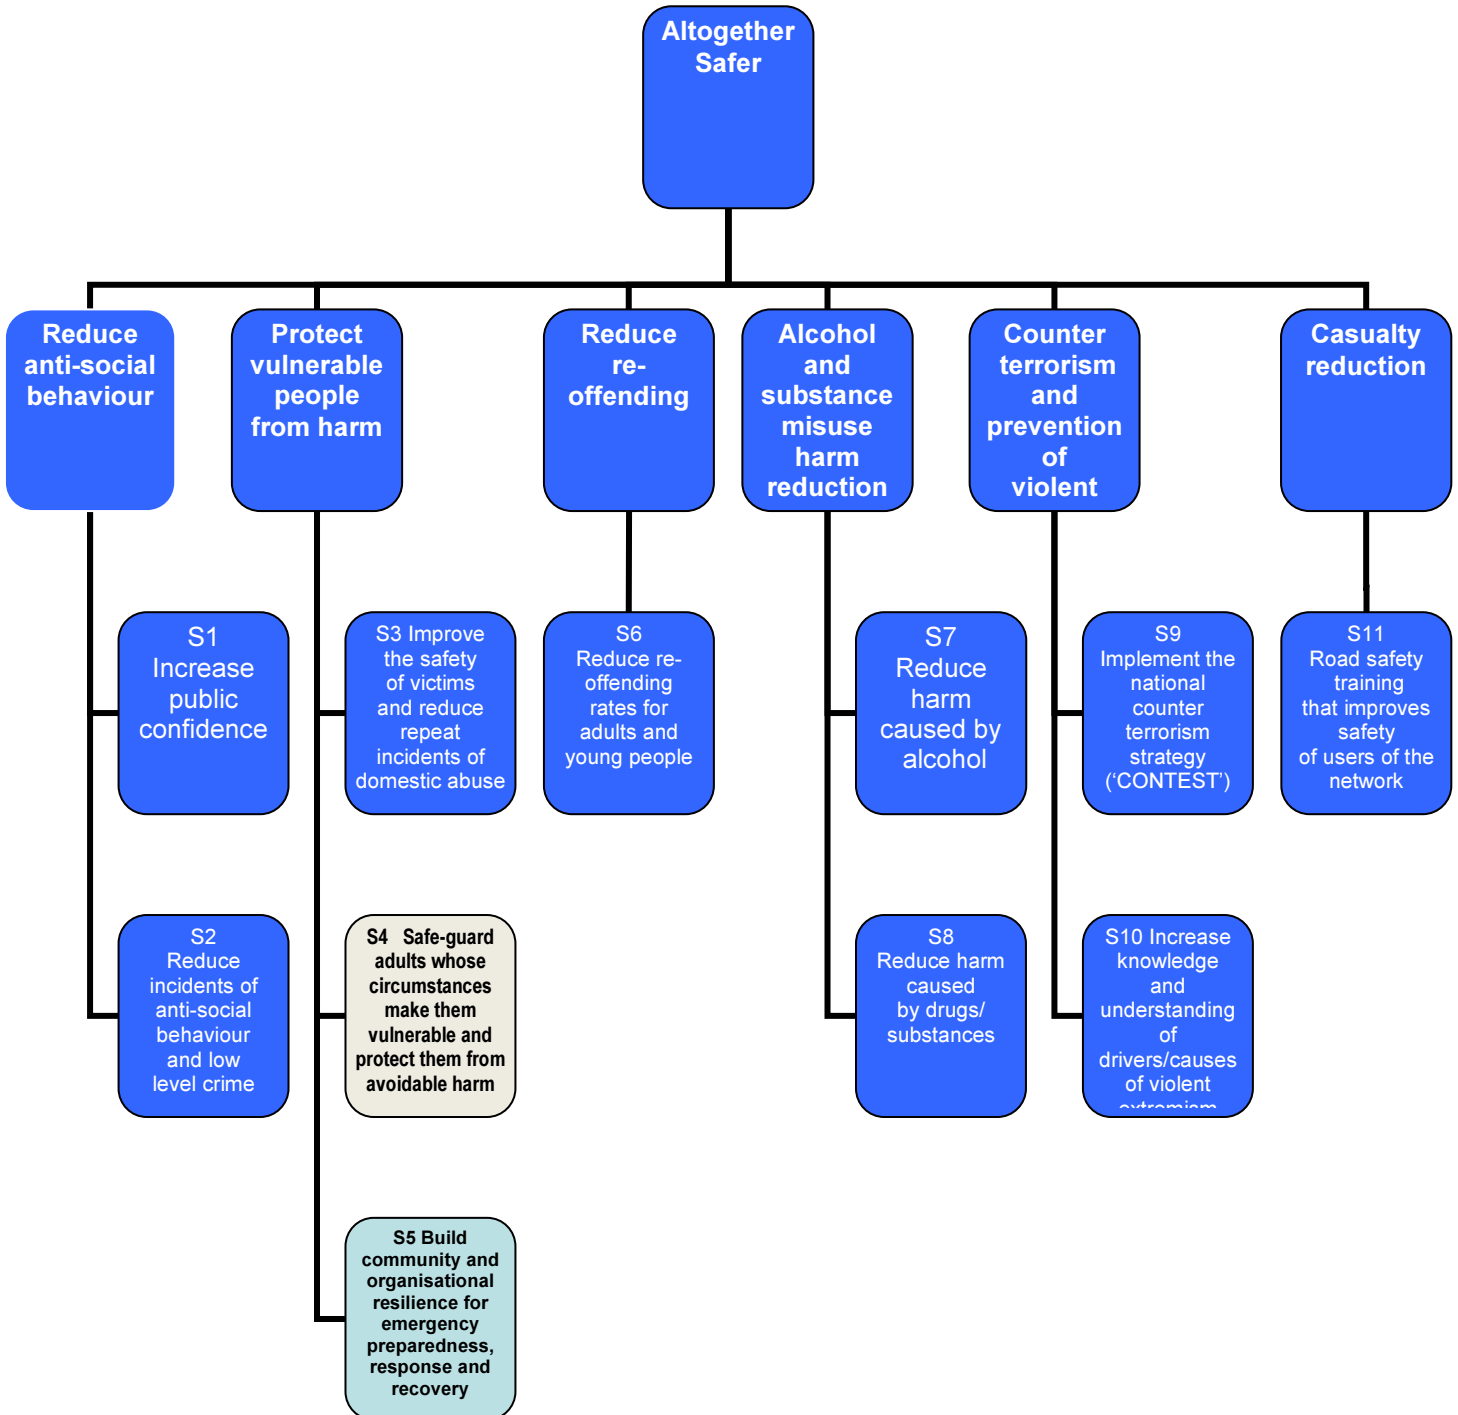 Altogether
Safer
Reduce
anti-social
behaviour
Protect
vulnerable
people
from harm
Reduce
re-
offending
Alcohol
and
substance
misuse
harm
reduction
Counter
terrorism
and
prevention
of
violent
Casualty
reduction
S1
Increase
public
confidence
S3 Improve
the safety
of victims
and reduce
repeat
incidents of
domestic abuse
S6
Reduce re-
offending
rates for
adults and
young people
S7
Reduce
harm
caused by
alcohol
S9
Implement the
national
counter
terrorism
strategy
(‘CONTEST’)
S11
Road safety
training
that improves
safety
of users of the
network
S2
Reduce
incidents of
anti-social
behaviour
and low
level crime
S4 Safe-guard
adults whose
circumstances
make them
vulnerable and
protect them from
avoidable harm
S8
Reduce harm
caused
by drugs/
substances
S10 Increase
knowledge
and
understanding
of
drivers/causes
of violent
extremism
S5 Build
community and
organisational
resilience for
emergency
preparedness,
response and
recovery